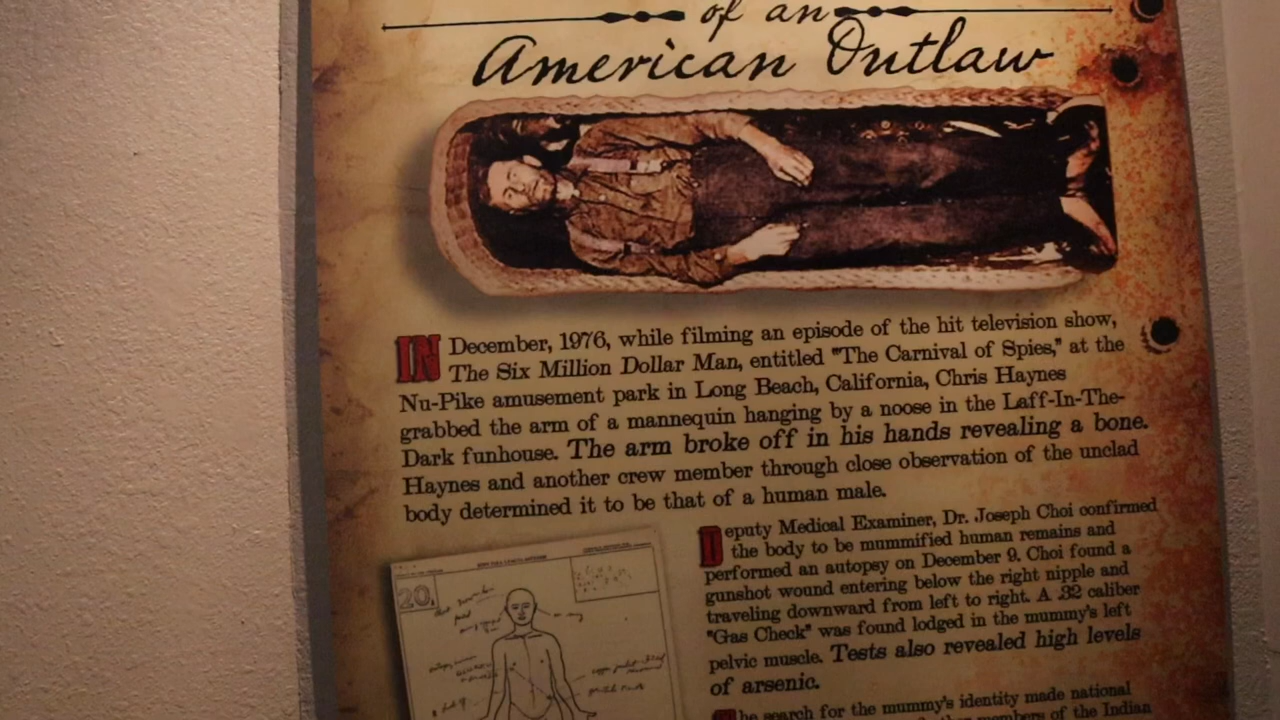 of an
American Outlaw
IN December, 1976, while filming an episode of the hit television show,
The Six Million Dollar Man, entitled "The Carnival of Spies," at the
Nu-Pike amusement park in Long Beach, California, Chris Haynes
grabbed the arm of a mannequin hanging by a noose in the Laff-In-The-
Dark funhouse. The arm broke off in his hands revealing a bone.
Haynes and another crew member through close observation of the unclad
body determined it to be that of a human male.
Deputy Medical Examiner, Dr. Joseph Choi confirmed
the body to be mummified human remains and
performed an autopsy on December 9. Choi found a
gunshot wound entering below the right nipple and
traveling downward from left to right. A .32 caliber
"Gas Check" was found lodged in the mummy's left
pelvic muscle. Tests also revealed high levels
of arsenic.
The search for the mummy's identity made national
members of the Indian
20.